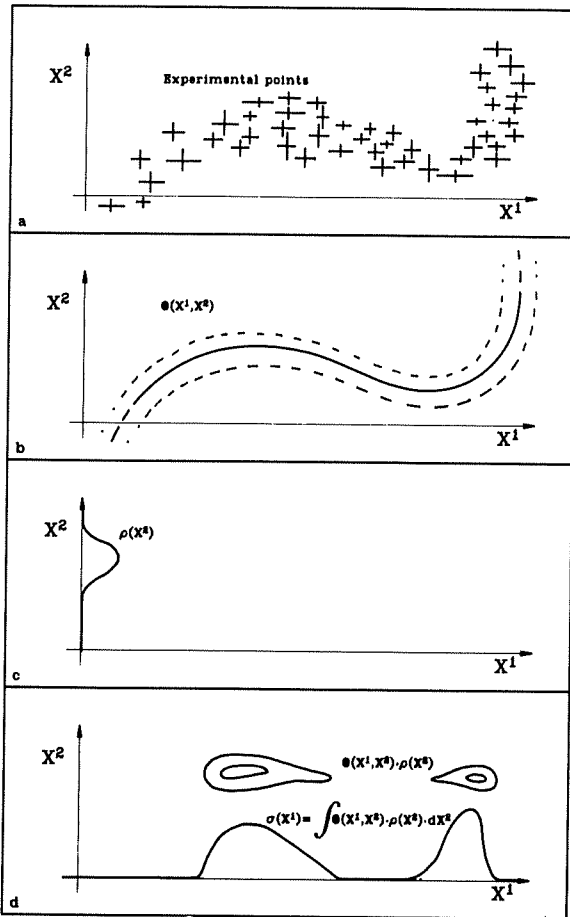 X²
Experimental points
X¹
a
X²
Θ(X¹,X²)
X¹
b
X²
ρ(X²)
X¹
c
X²
Θ(X¹,X²)·ρ(X²)
σ(X¹)= ∫Θ(X¹,X²)·ρ(X²)·dX²
X¹
d